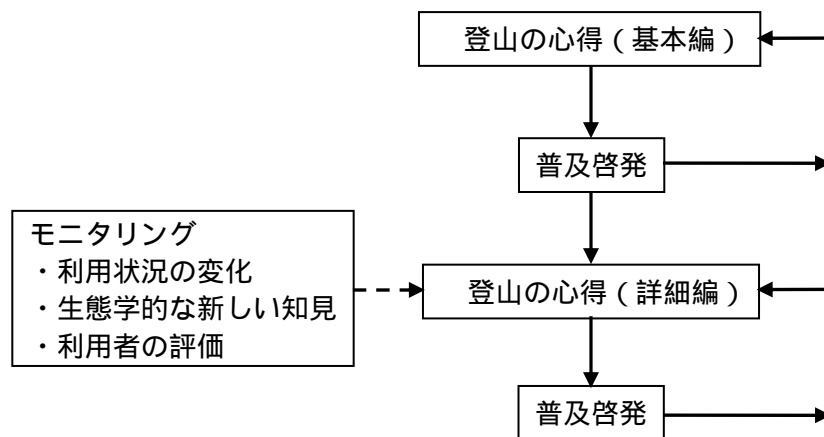 登山の心得（基本編）
普及啓発
モニタリング
・利用状況の変化
・生態学的な新しい知見
・利用者の評価
登山の心得（詳細編）
普及啓発